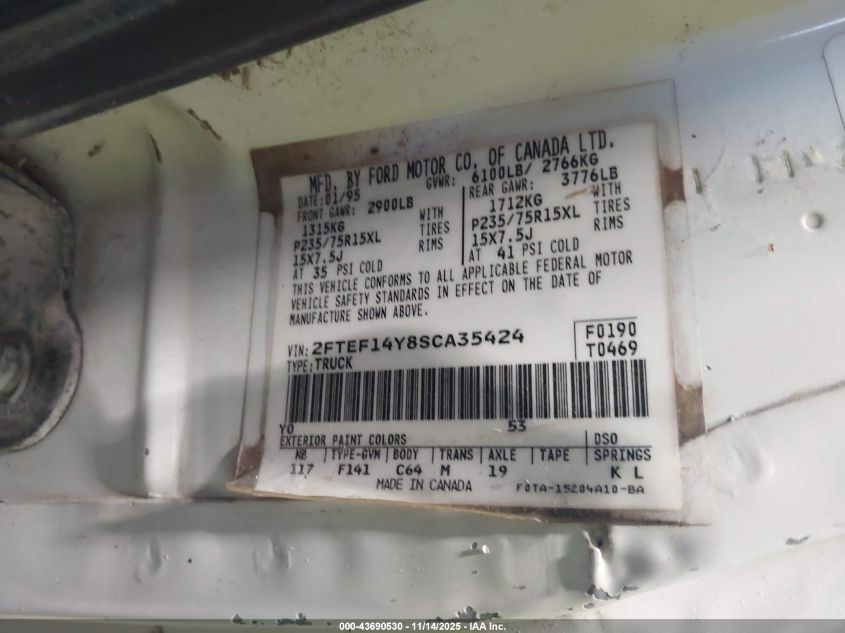 MFD. BY FORD MOTOR CO. OF CANADA LTD.
DATE: 01/95 GVWR: 6100LB/ 2766KG
FRONT GAWR: 2900LB REAR GAWR: 3776LB
1315KG WITH 1712KG WITH
P235/75R15XL TIRES P235/75R15XL TIRES
15X7.5J RIMS 15X7.5J RIMS
AT 35 PSI COLD AT 41 PSI COLD
THIS VEHICLE CONFORMS TO ALL APPLICABLE FEDERAL MOTOR
VEHICLE SAFETY STANDARDS IN EFFECT ON THE DATE OF
MANUFACTURE SHOWN ABOVE.
VIN: 2FTEF14Y8SCA35424 F0190
TYPE: TRUCK T0469
YO 53
EXTERIOR PAINT COLORS DSO
WB TYPE-GVW BODY TRANS AXLE TAPE SPRINGS
117 F141 C64 M 19 K L
MADE IN CANADA F0TA-15204A10-BA
000-43690530 - 11/14/2025 - IAA Inc.